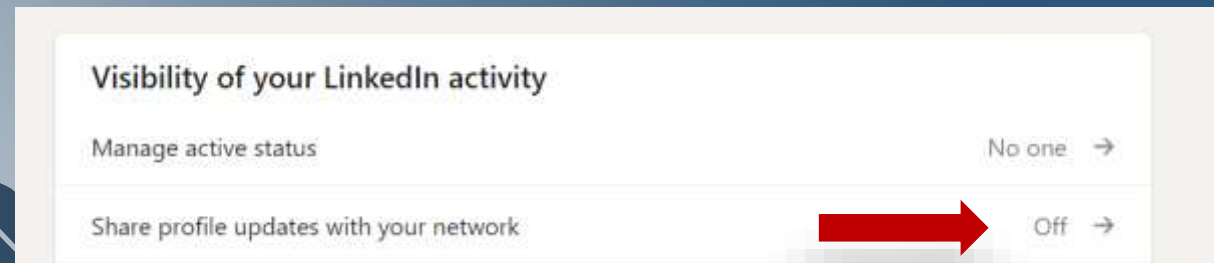 Visibility of your LinkedIn activity
Manage active status No one →
Share profile updates with your network Off →